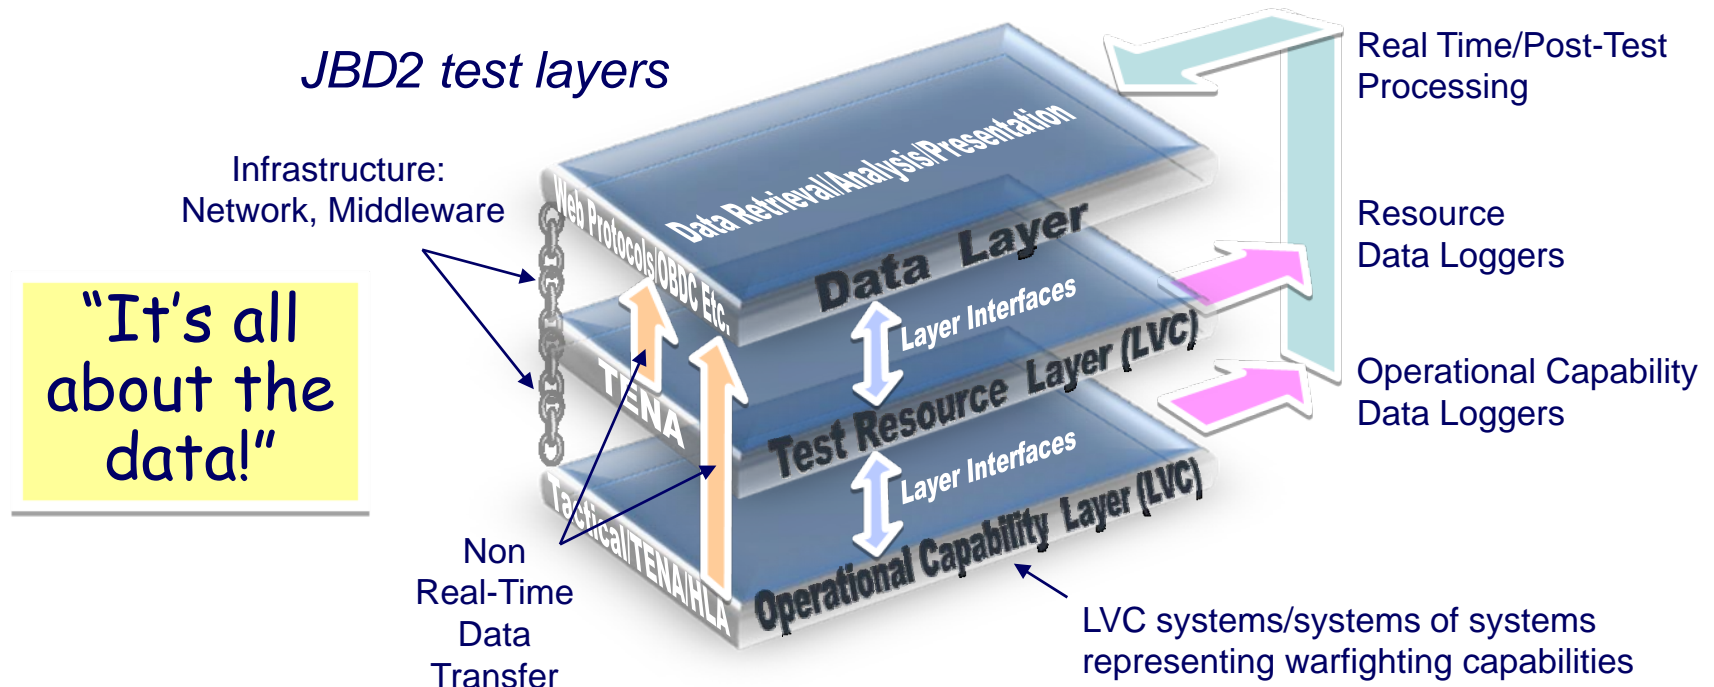 JBD2 test layers
Real Time/Post-Test
Processing
Infrastructure:
Network, Middleware
Data Retrieval/Analysis/Presentation
Web Protocols/OBDC Etc.
Data Layer
Resource
Data Loggers
"It's all
about the
data!"
Layer Interfaces
TENA
Test Resource Layer (LVC)
Operational Capability
Data Loggers
Layer Interfaces
Tactical/TENA/HLA
Operational Capability Layer (LVC)
Non
Real-Time
Data
Transfer
LVC systems/systems of systems
representing warfighting capabilities